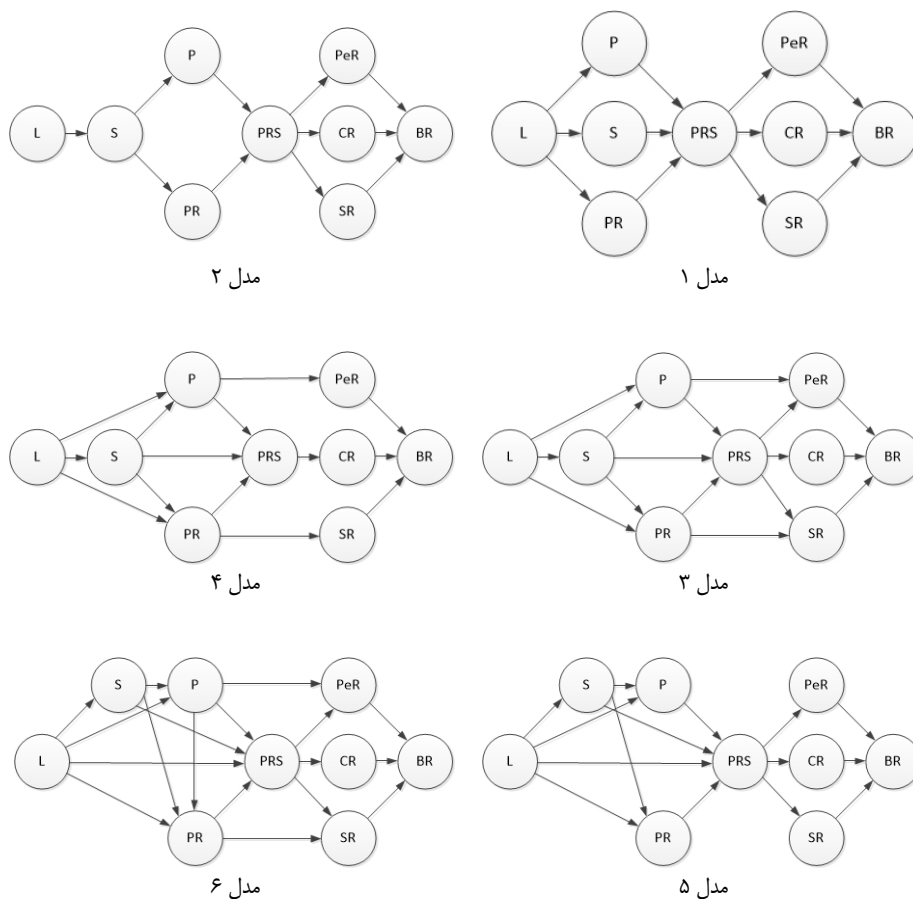 P PeR
L S PRS CR BR
PR SR
مدل ۱
P PeR
L S PRS CR BR
PR SR
مدل ۲
P PeR
L S PRS CR BR
PR SR
مدل ۳
P PeR
L S PRS CR BR
PR SR
مدل ۴
S P PeR
L PRS CR BR
PR SR
مدل ۵
S P PeR
L PRS CR BR
PR SR
مدل ۶